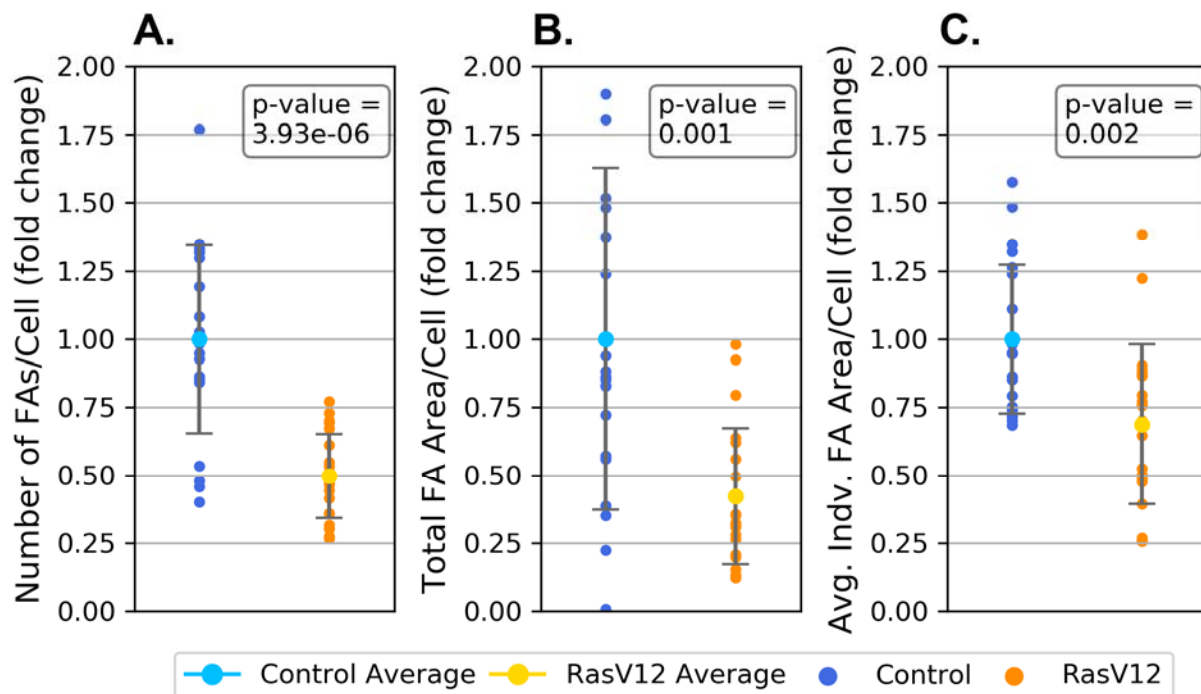 A.
B.
C.
Number of FAs/Cell (fold change)
2.00
1.75
1.50
1.25
1.00
0.75
0.50
0.25
0.00
p-value =
3.93e-06
Total FA Area/Cell (fold change)
2.00
1.75
1.50
1.25
1.00
0.75
0.50
0.25
0.00
p-value =
0.001
Avg. Indv. FA Area/Cell (fold change)
2.00
1.75
1.50
1.25
1.00
0.75
0.50
0.25
0.00
p-value =
0.002
Control Average RasV12 Average Control RasV12